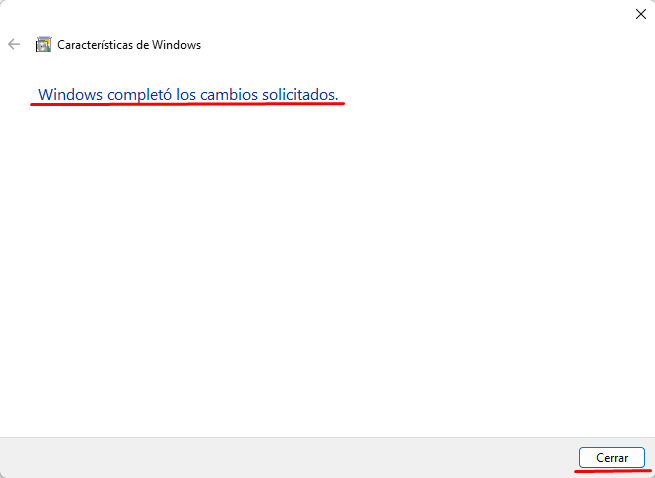 Características de Windows
Windows completó los cambios solicitados.
Cerrar